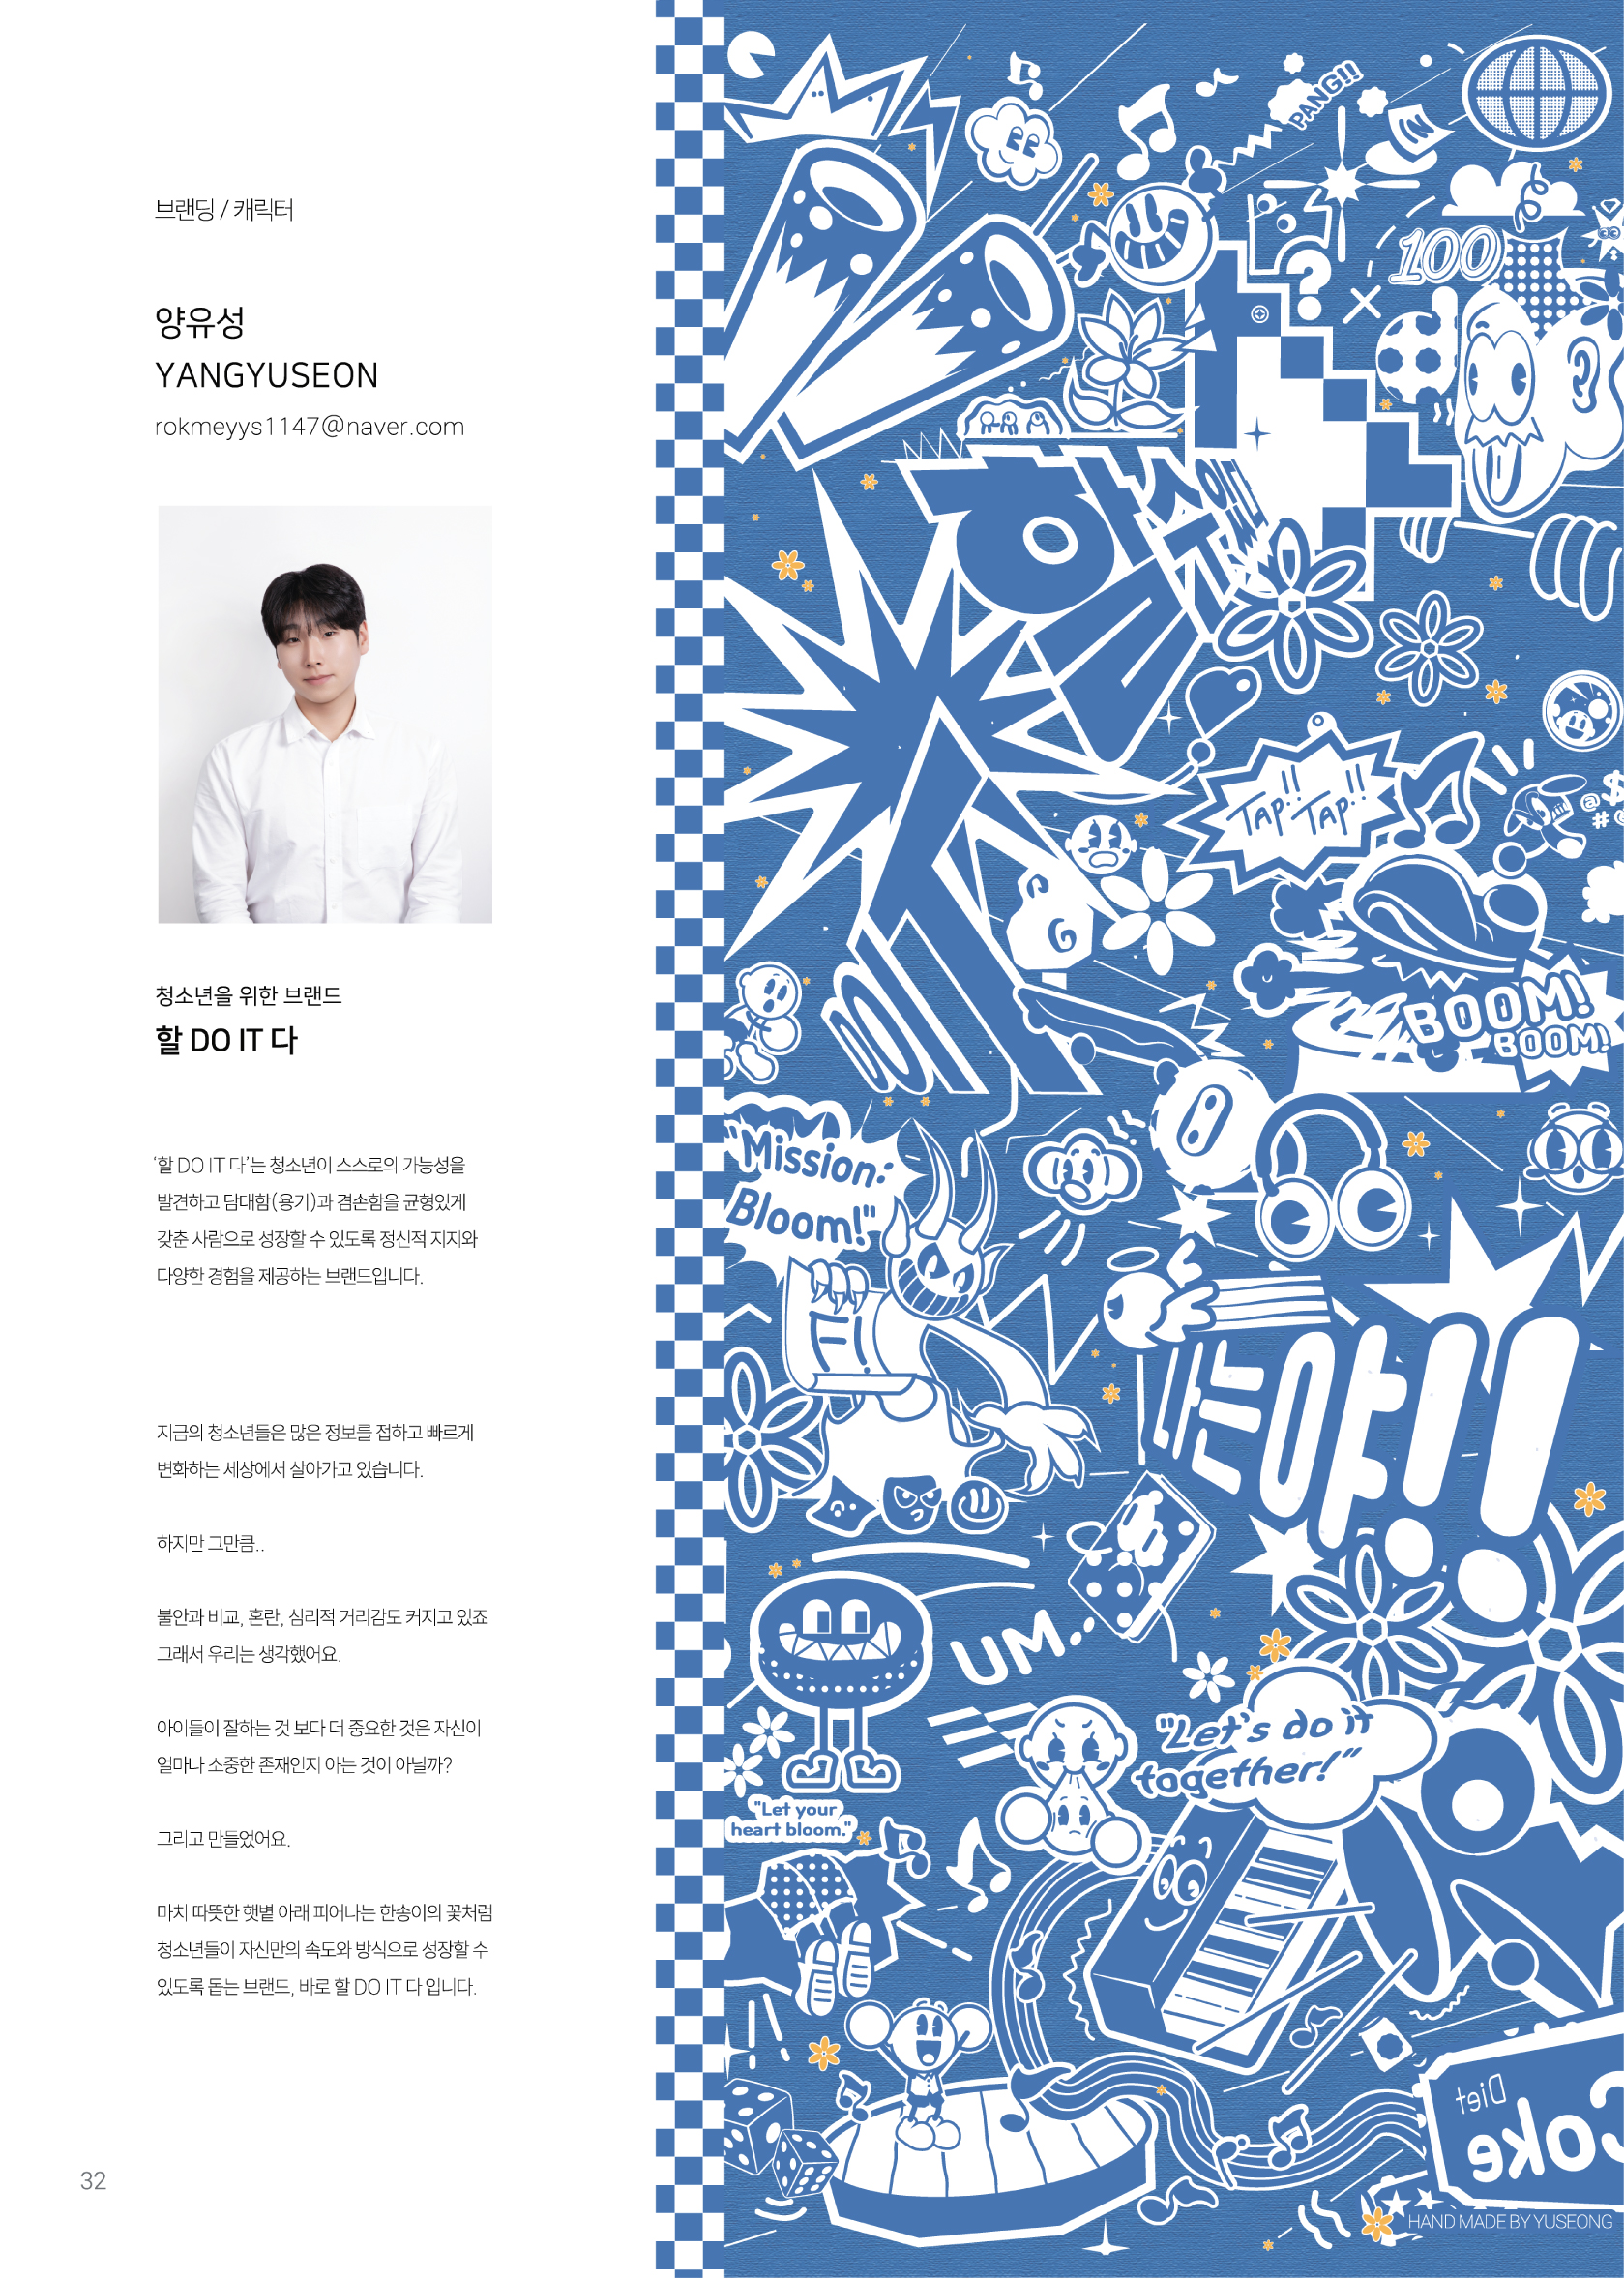 브랜딩 / 캐릭터
양유성
YANGYUSEON
rokmeyys1147@naver.com
청소년을 위한 브랜드
할 DO IT 다
‘할 DO IT 다’는 청소년이 스스로의 가능성을
발견하고 담대함(용기)과 겸손함을 균형있게
갖춘 사람으로 성장할 수 있도록 정신적 지지와
다양한 경험을 제공하는 브랜드입니다.
지금의 청소년들은 많은 정보를 접하고 빠르게
변화하는 세상에서 살아가고 있습니다.
하지만 그만큼..
불안과 비교, 혼란, 심리적 거리감도 커지고 있죠
그래서 우리는 생각했어요.
아이들이 잘하는 것 보다 더 중요한 것은 자신이
얼마나 소중한 존재인지 아는 것이 아닐까?
그리고 만들었어요.
마치 따뜻한 햇볕 아래 피어나는 한송이의 꽃처럼
청소년들이 자신만의 속도와 방식으로 성장할 수
있도록 돕는 브랜드, 바로 할 DO IT 다 입니다.
32
PANG!!
100
?
할 수
TAP!! TAP!!
@$
#
BOOM!
BOOM!
"Mission:
Bloom!"
나는야!!
UM..
"Let's do it
together!"
"Let your
heart bloom."
Diet
Coke
HAND MADE BY YUSEONG